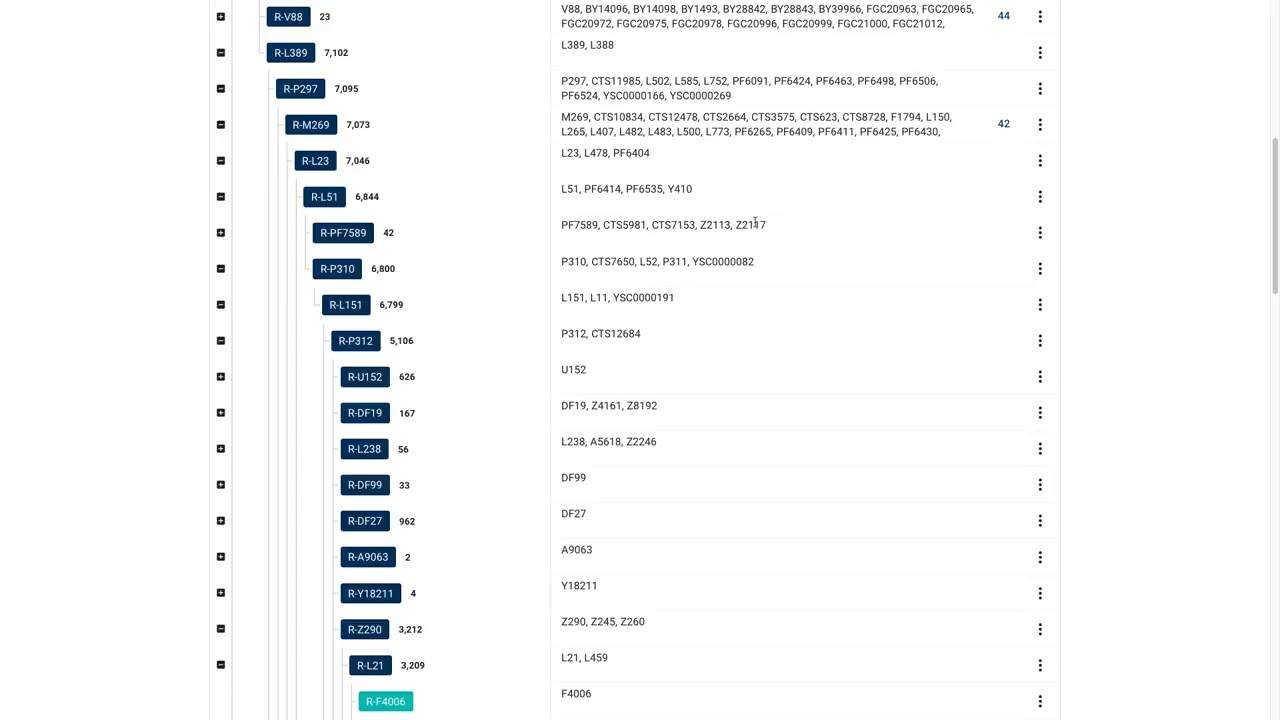 R-V88 23 V88, BY14096, BY14098, BY1493, BY28842, BY28843, BY39966, FGC20963, FGC20965, 44
FGC20972, FGC20975, FGC20978, FGC20996, FGC20999, FGC21000, FGC21012,
R-L389 7,102 L389, L388
R-P297 7,095 P297, CTS11985, L502, L585, L752, PF6091, PF6424, PF6463, PF6498, PF6506,
PF6524, YSC0000166, YSC0000269
R-M269 7,073 M269, CTS10834, CTS12478, CTS2664, CTS3575, CTS623, CTS8728, F1794, L150, 42
L265, L407, L482, L483, L500, L773, PF6265, PF6409, PF6411, PF6425, PF6430,
R-L23 7,046 L23, L478, PF6404
R-L51 6,844 L51, PF6414, PF6535, Y410
R-PF7589 42 PF7589, CTS5981, CTS7153, Z2113, Z2117
R-P310 6,800 P310, CTS7650, L52, P311, YSC0000082
R-L151 6,799 L151, L11, YSC0000191
R-P312 5,106 P312, CTS12684
R-U152 626 U152
R-DF19 167 DF19, Z4161, Z8192
R-L238 56 L238, A5618, Z2246
R-DF99 33 DF99
R-DF27 962 DF27
R-A9063 2 A9063
R-Y18211 4 Y18211
R-Z290 3,212 Z290, Z245, Z260
R-L21 3,209 L21, L459
R-F4006 F4006